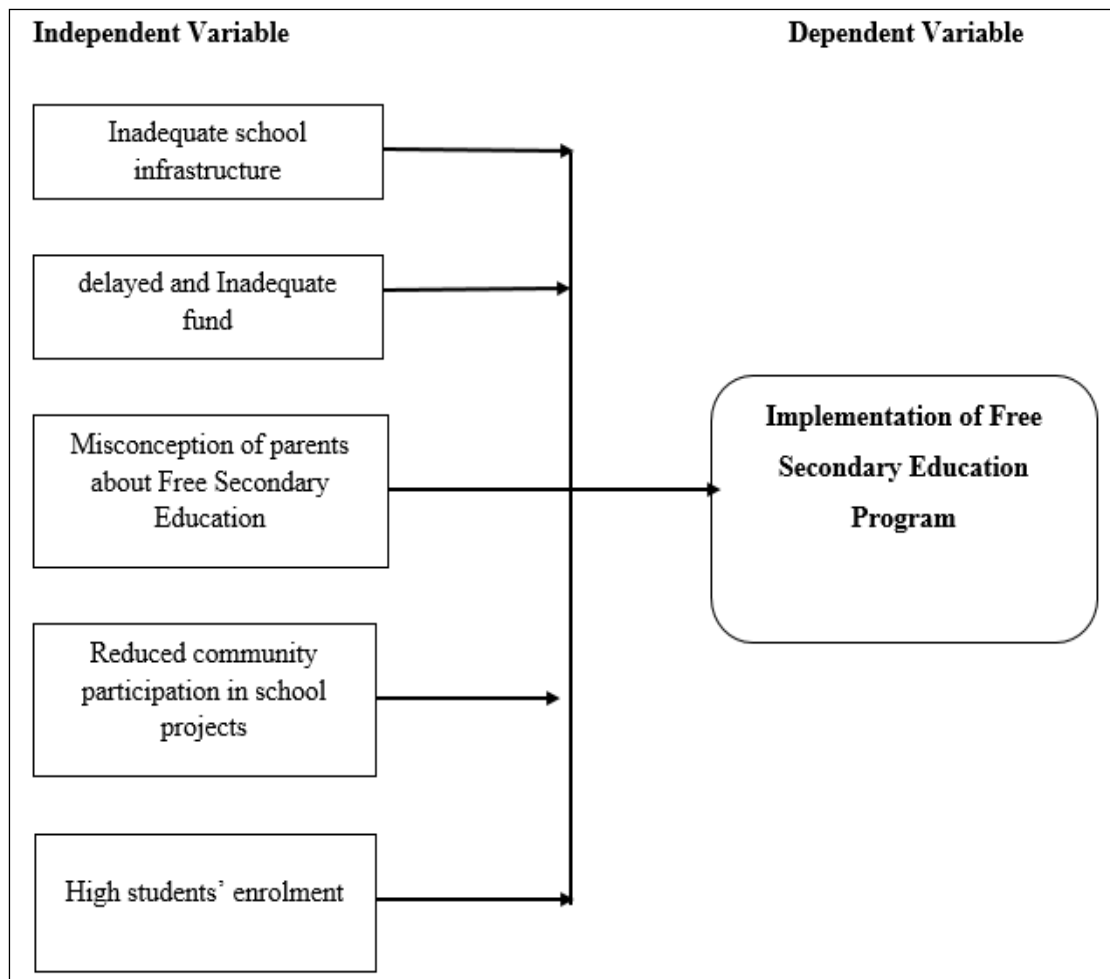 Independent Variable
Dependent Variable
Inadequate school
infrastructure
delayed and Inadequate
fund
Misconception of parents
about Free Secondary
Education
Implementation of Free
Secondary Education
Program
Reduced community
participation in school
projects
High students’ enrolment